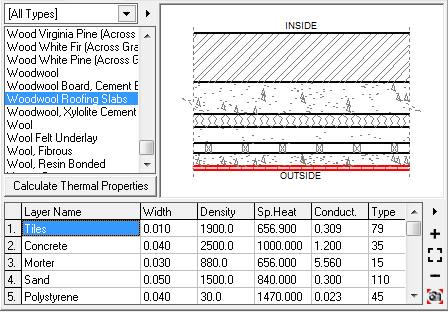 [All Types]
Wood Virginia Pine (Across
Wood White Fir (Across Gra
Wood White Pine (Across Gr
Woodwool
Woodwool Board, Cement B
Woodwool Roofing Slabs
Woodwool, Xylolite Cement
Wool
Wool Felt Underlay
Wool, Fibrous
Wool, Resin Bonded
Calculate Thermal Properties
INSIDE
OUTSIDE
Layer Name Width Density Sp.Heat Conduct. Type
1. Tiles 0.010 1900.0 656.900 0.309 79
2. Concrete 0.040 2500.0 1000.000 1.200 35
3. Morter 0.030 880.0 656.000 5.560 15
4. Sand 0.050 1500.0 840.000 0.300 110
5. Polystyrene 0.040 30.0 1470.000 0.023 45